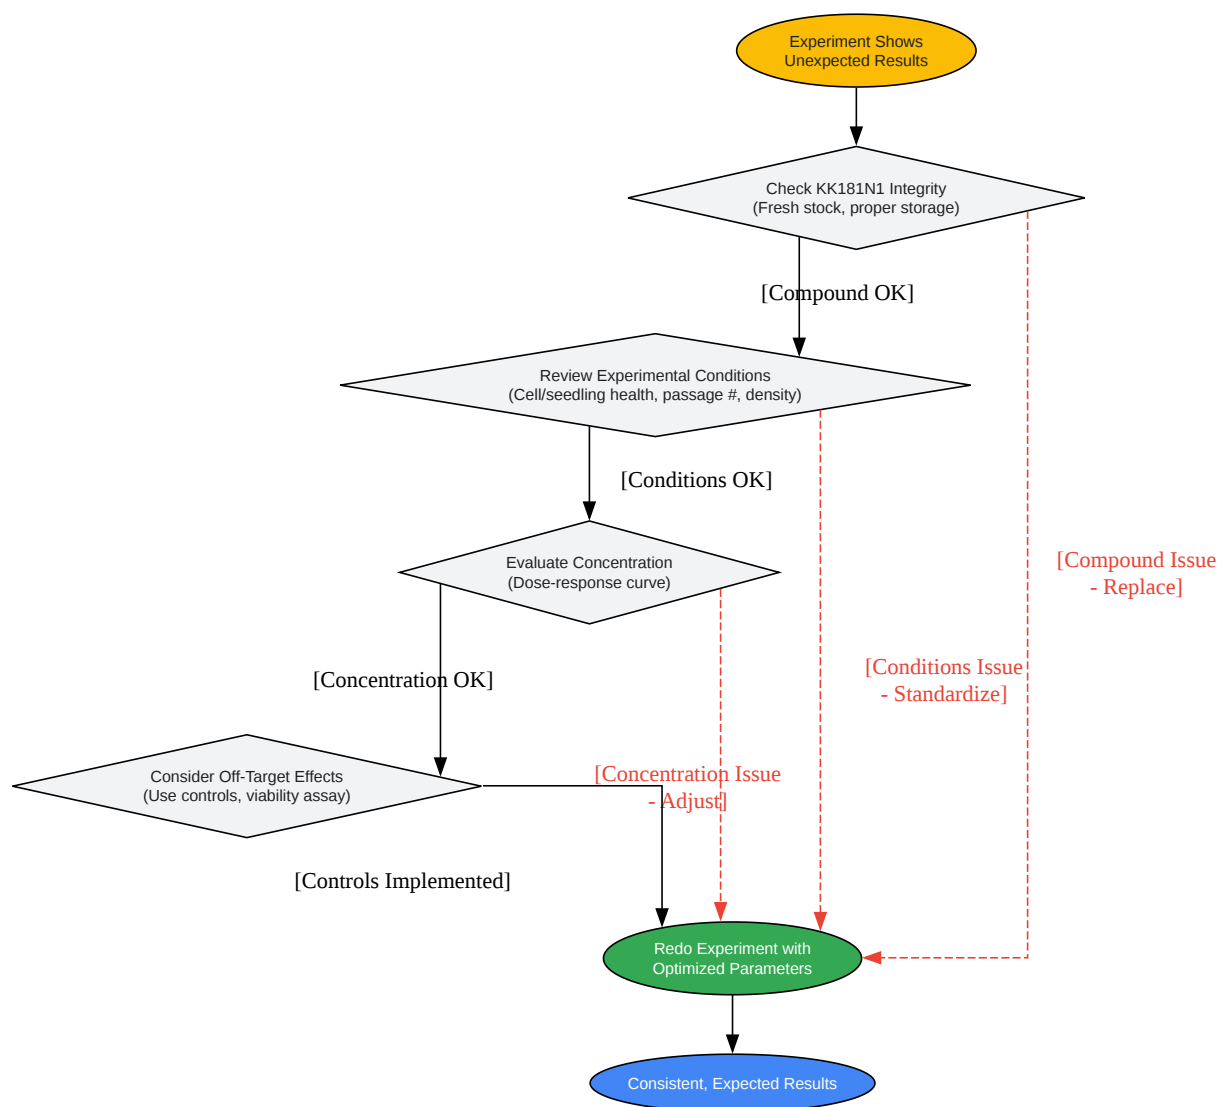 Experiment Shows
Unexpected Results
Check KK181N1 Integrity
(Fresh stock, proper storage)
[Compound OK]
Review Experimental Conditions
(Cell/seedling health, passage #, density)
[Conditions OK]
Evaluate Concentration
(Dose-response curve)
[Compound Issue
- Replace]
[Concentration OK]
[Conditions Issue
- Standardize]
Consider Off-Target Effects
(Use controls, viability assay)
[Concentration Issue
- Adjust]
[Controls Implemented]
Redo Experiment with
Optimized Parameters
Consistent, Expected Results